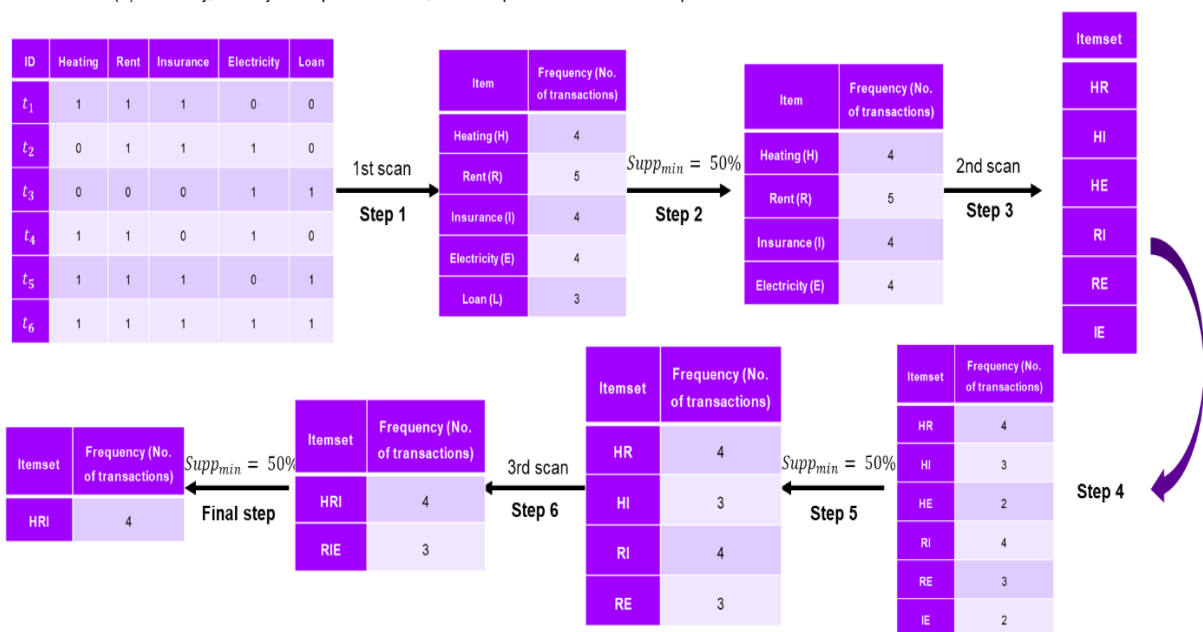 ID Heating Rent Insurance Electricity Loan
t₁ 1 1 1 0 0
t₂ 0 1 1 1 0
t₃ 0 0 0 1 1
t₄ 1 1 0 1 0
t₅ 1 1 1 0 1
t₆ 1 1 1 1 1
1st scan
Step 1
Item Frequency (No. of transactions)
Heating (H) 4
Rent (R) 5
Insurance (I) 4
Electricity (E) 4
Loan (L) 3
Suppₘᵢₙ = 50%
Step 2
Item Frequency (No. of transactions)
Heating (H) 4
Rent (R) 5
Insurance (I) 4
Electricity (E) 4
2nd scan
Step 3
Itemset
HR
HI
HE
RI
RE
IE
Step 4
Itemset Frequency (No. of transactions)
HR 4
HI 3
HE 2
RI 4
RE 3
IE 2
Suppₘᵢₙ = 50%
Step 5
Itemset Frequency (No. of transactions)
HR 4
HI 3
RI 4
RE 3
3rd scan
Step 6
Itemset Frequency (No. of transactions)
HRI 4
RIE 3
Suppₘᵢₙ = 50%
Final step
Itemset Frequency (No. of transactions)
HRI 4